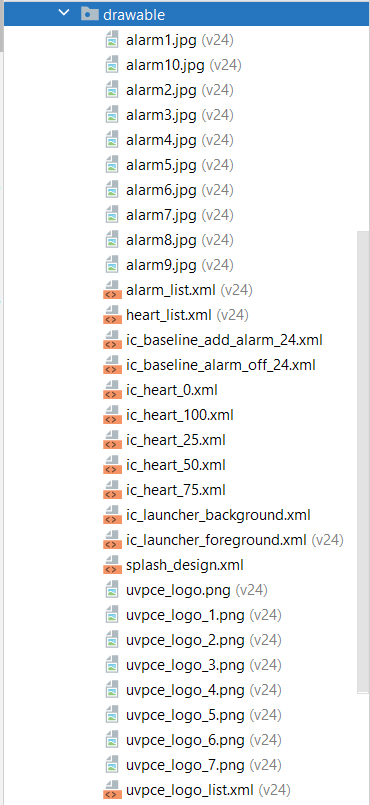 drawable
alarm1.jpg (v24)
alarm10.jpg (v24)
alarm2.jpg (v24)
alarm3.jpg (v24)
alarm4.jpg (v24)
alarm5.jpg (v24)
alarm6.jpg (v24)
alarm7.jpg (v24)
alarm8.jpg (v24)
alarm9.jpg (v24)
alarm_list.xml (v24)
heart_list.xml (v24)
ic_baseline_add_alarm_24.xml
ic_baseline_alarm_off_24.xml
ic_heart_0.xml
ic_heart_100.xml
ic_heart_25.xml
ic_heart_50.xml
ic_heart_75.xml
ic_launcher_background.xml
ic_launcher_foreground.xml (v24)
splash_design.xml
uvpce_logo.png (v24)
uvpce_logo_1.png (v24)
uvpce_logo_2.png (v24)
uvpce_logo_3.png (v24)
uvpce_logo_4.png (v24)
uvpce_logo_5.png (v24)
uvpce_logo_6.png (v24)
uvpce_logo_7.png (v24)
uvpce_logo_list.xml (v24)